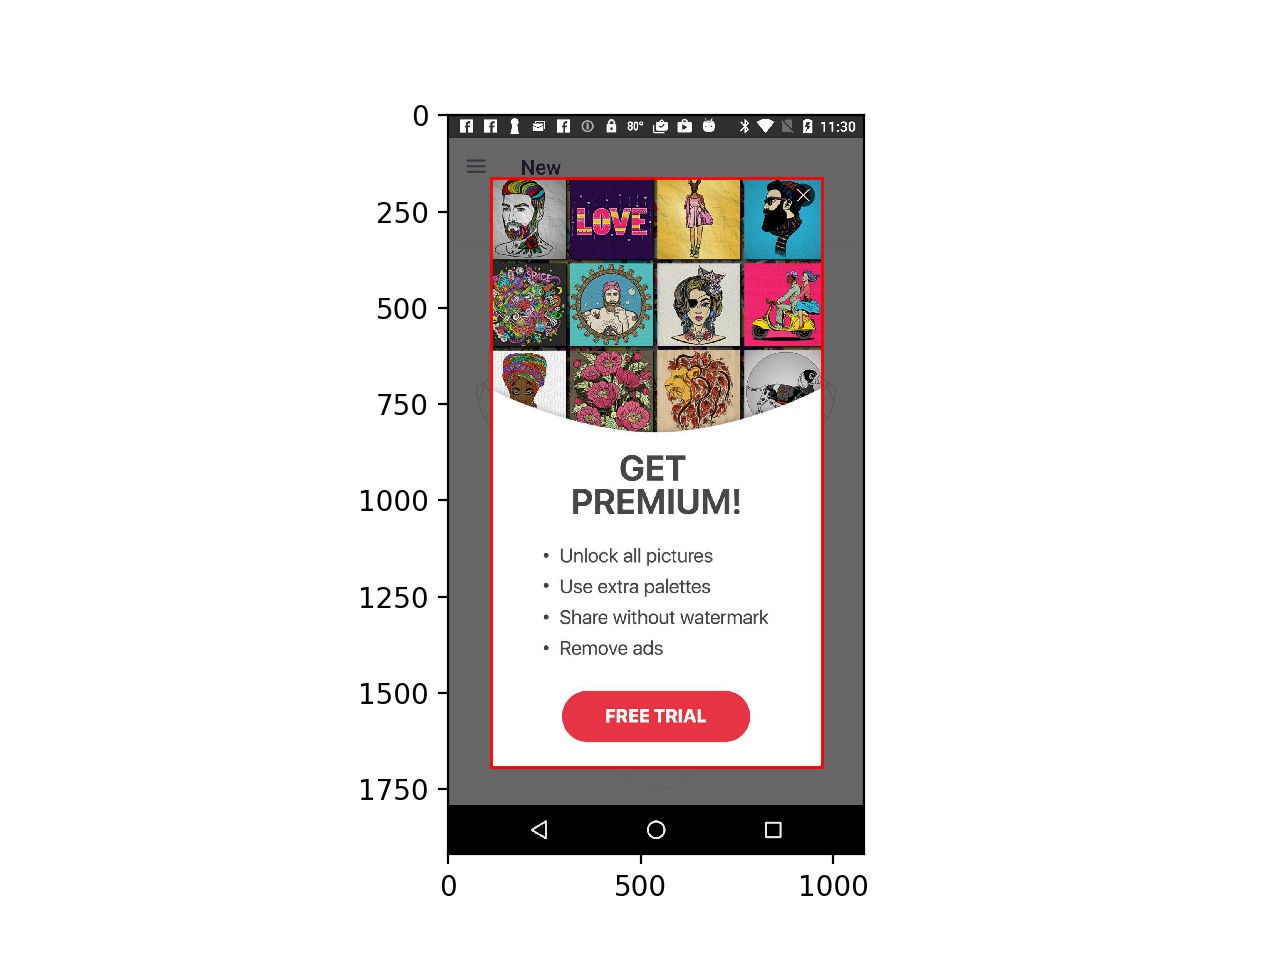 0
250
500
750
1000
1250
1500
1750
80° 11:30
New
LOVE
SPACE
GET
PREMIUM!
• Unlock all pictures
• Use extra palettes
• Share without watermark
• Remove ads
FREE TRIAL
0 500 1000